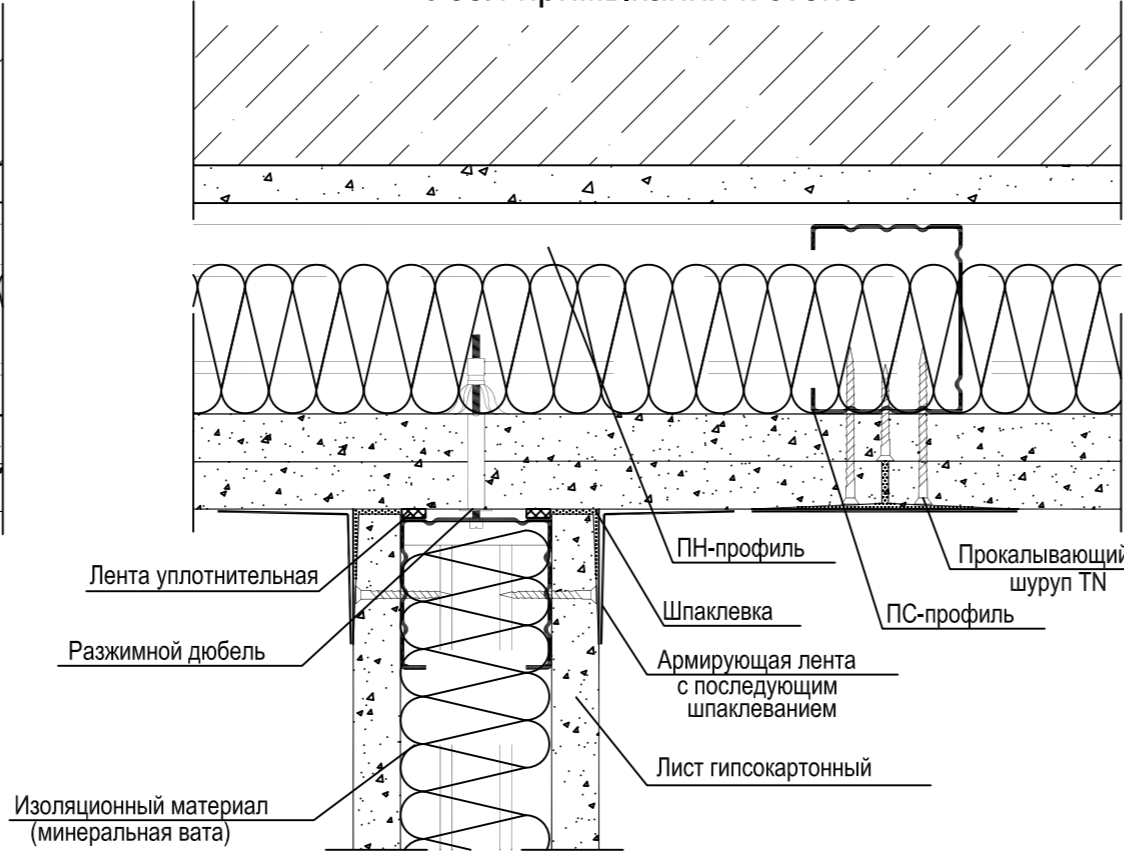 ПН-профиль
Прокалывающий
шуруп TN
Лента уплотнительная
Шпаклевка
ПС-профиль
Разжимной дюбель
Армирующая лента
с последующим
шпаклеванием
Лист гипсокартонный
Изоляционный материал
(минеральная вата)